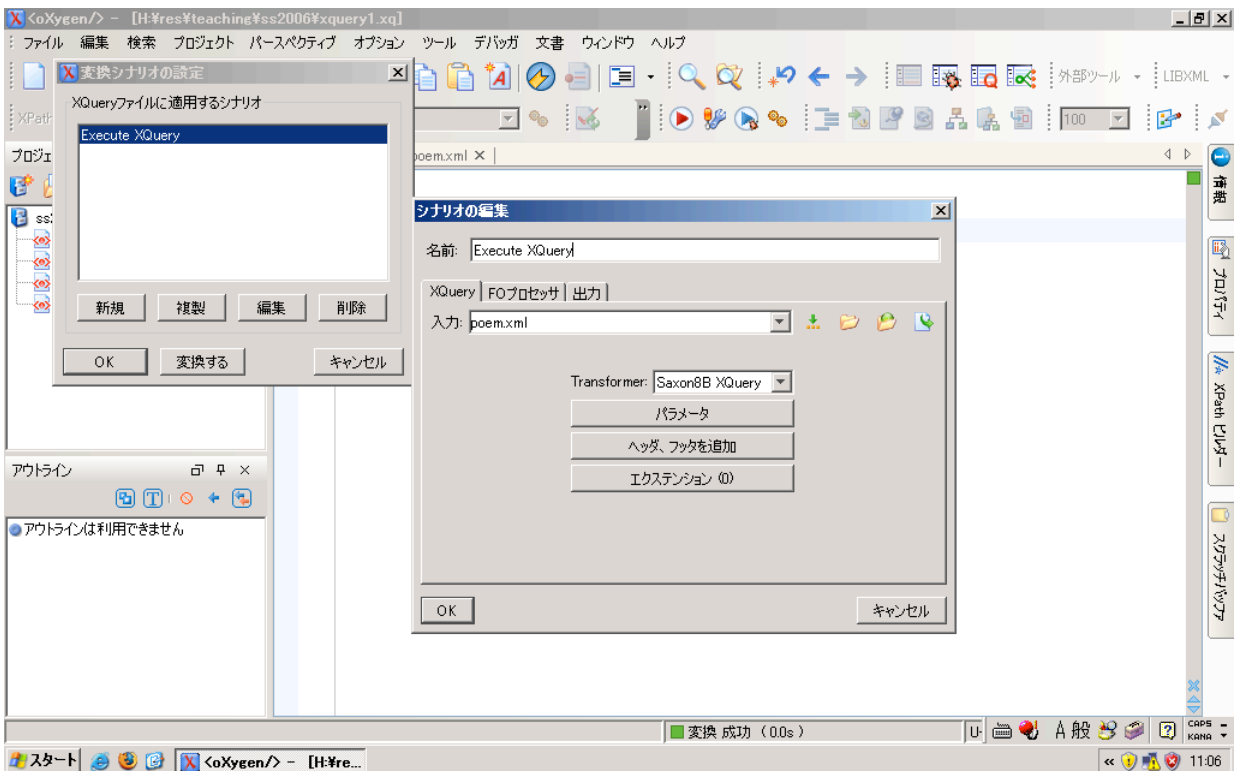 <oXygen/> - [H:¥res¥teaching¥ss2006¥xquery1.xq]
ファイル 編集 検索 プロジェクト パースペクティブ オプション ツール デバッガ 文書 ウィンドウ ヘルプ
外部ツール LIBXML
XPath
100
変換シナリオの設定
XQueryファイルに適用するシナリオ
Execute XQuery
新規 複製 編集 削除
OK 変換する キャンセル
プロジェ
poem.xml
シナリオの編集
名前: Execute XQuery
XQuery FOプロセッサ 出力
入力: poem.xml
Transformer: Saxon8B XQuery
パラメータ
ヘッダ、フッタを追加
エクステンション (0)
OK キャンセル
アウトライン
アウトラインは利用できません
情報
プロパティ
XPath ビルダー
スクラッチバッファ
変換 成功 (0.0s)
U- A 般 CAPS KANA
スタート <oXygen/> - [H:¥re... 11:06